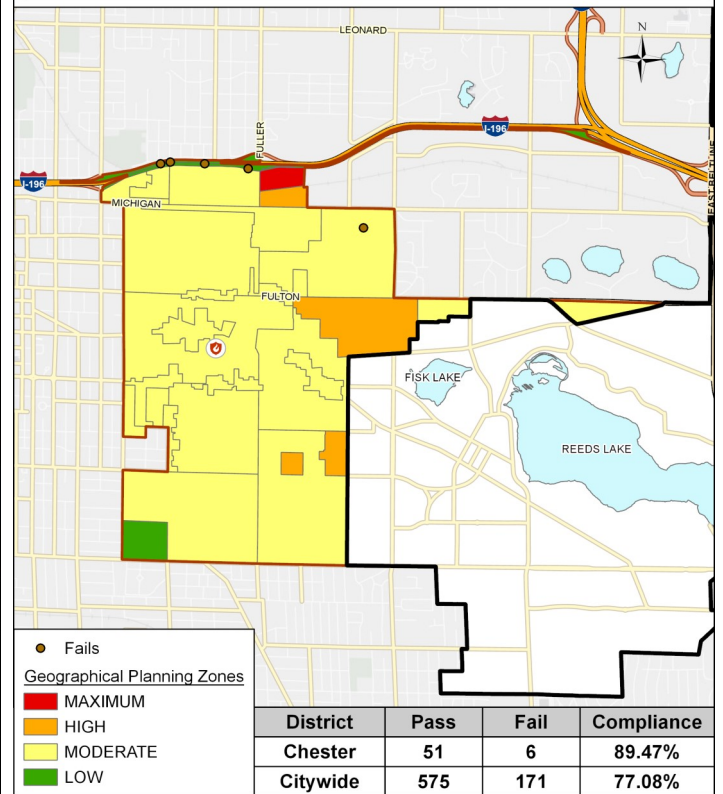 LEONARD
N
FULLER
I-196
I-196
EAST BELTLINE
MICHIGAN
FULTON
FISK LAKE
REEDS LAKE
Fails
Geographical Planning Zones
MAXIMUM
HIGH
MODERATE
LOW
District Pass Fail Compliance
Chester 51 6 89.47%
Citywide 575 171 77.08%